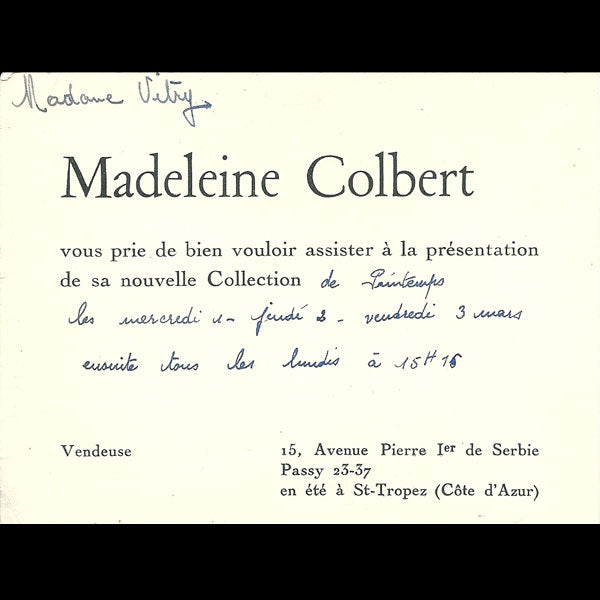 Madame Vitry
Madeleine Colbert
vous prie de bien vouloir assister à la présentation
de sa nouvelle Collection de Printemps
les mercredi 1 - jeudi 2 - vendredi 3 mars
ensuite tous les lundis à 15H15
Vendeuse
15, Avenue Pierre Ier de Serbie
Passy 23-37
en été à St-Tropez (Côte d'Azur)